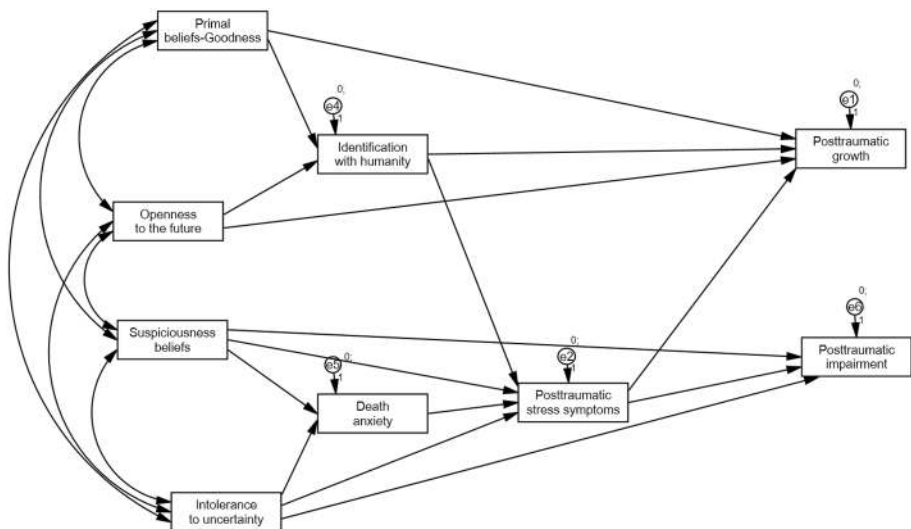 Primal
beliefs-Goodness
0;
e4
1
Identification
with humanity
0;
e1
1
Posttraumatic
growth
Openness
to the future
Suspiciousness
beliefs
0;
e5
1
Death
anxiety
0;
e2
1
Posttraumatic
stress symptoms
0;
e6
1
Posttraumatic
impairment
Intolerance
to uncertainty